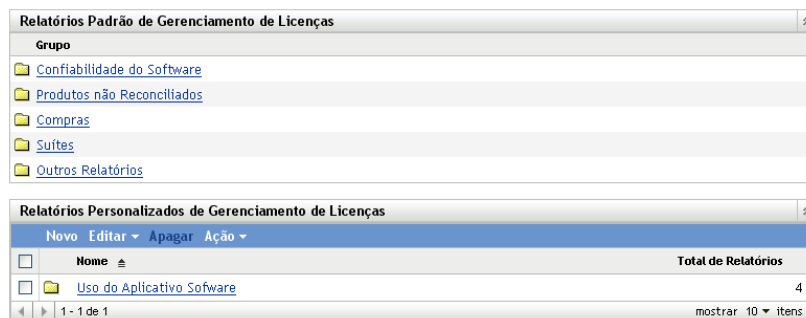 Relatórios Padrão de Gerenciamento de Licenças
Grupo
Confiabilidade do Software
Produtos não Reconciliados
Compras
Suítes
Outros Relatórios
Relatórios Personalizados de Gerenciamento de Licenças
Novo Editar Apagar Ação
Nome Total de Relatórios
Uso do Aplicativo Sofware 4
1 - 1 de 1 mostrar 10 itens